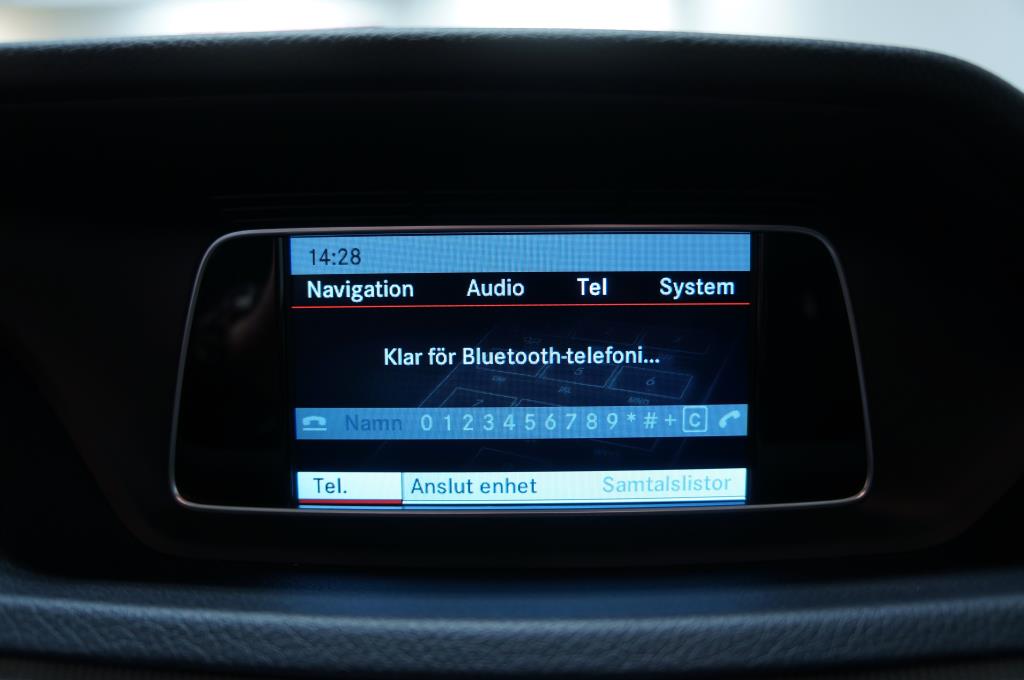 14:28
Navigation Audio Tel System
Klar för Bluetooth-telefoni...
Namn 0 1 2 3 4 5 6 7 8 9 * # + C
Tel. Anslut enhet Samtalslistor